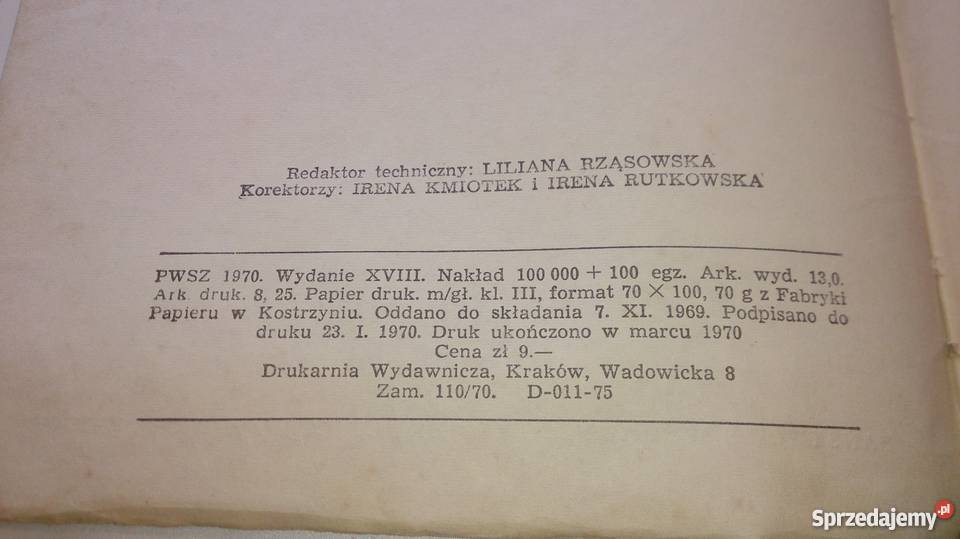 Redaktor techniczny: LILIANA RZĄSOWSKA
Korektorzy: IRENA KMIOTEK i IRENA RUTKOWSKA
PWSZ 1970. Wydanie XVIII. Nakład 100 000 + 100 egz. Ark. wyd. 13,0.
Ark. druk. 8, 25. Papier druk. m/gł. kl. III, format 70 × 100, 70 g z Fabryki
Papieru w Kostrzyniu. Oddano do składania 7. XI. 1969. Podpisano do
druku 23. I. 1970. Druk ukończono w marcu 1970
Cena zł 9.—
Drukarnia Wydawnicza, Kraków, Wadowicka 8
Zam. 110/70. D-011-75
Sprzedajemy.pl